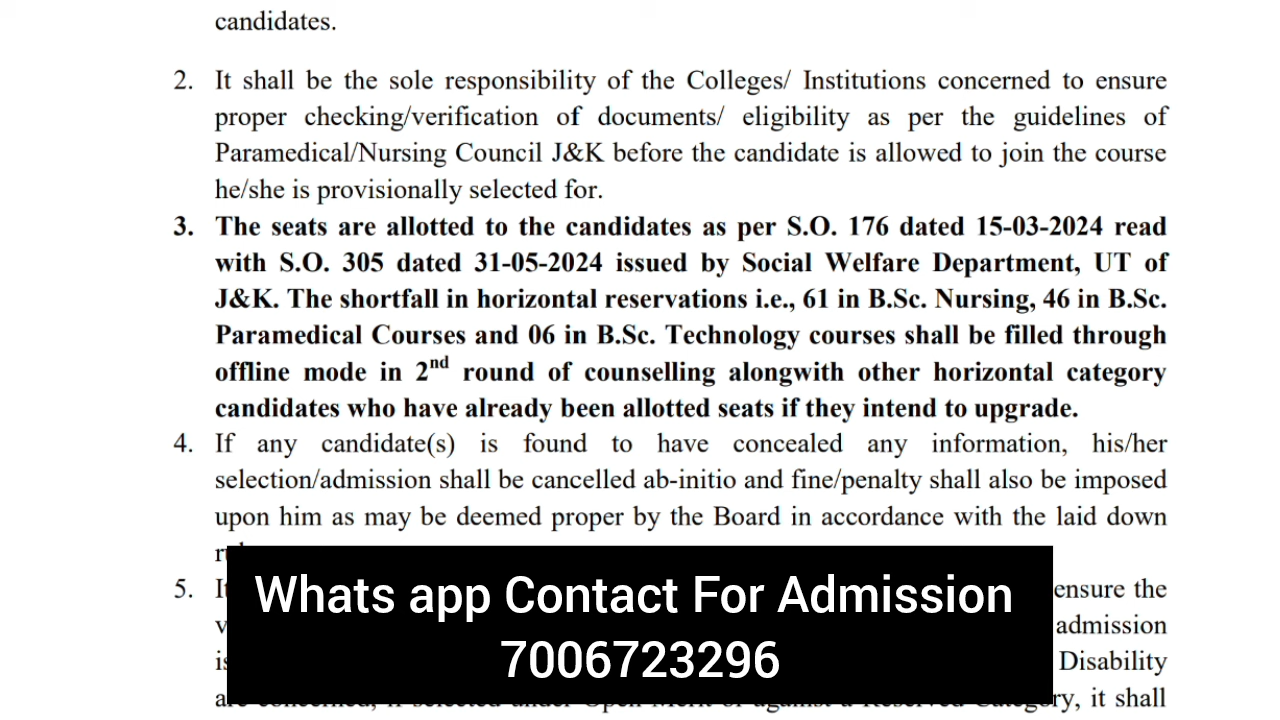 candidates.
2. It shall be the sole responsibility of the Colleges/ Institutions concerned to ensure
proper checking/verification of documents/ eligibility as per the guidelines of
Paramedical/Nursing Council J&K before the candidate is allowed to join the course
he/she is provisionally selected for.
3. The seats are allotted to the candidates as per S.O. 176 dated 15-03-2024 read
with S.O. 305 dated 31-05-2024 issued by Social Welfare Department, UT of
J&K. The shortfall in horizontal reservations i.e., 61 in B.Sc. Nursing, 46 in B.Sc.
Paramedical Courses and 06 in B.Sc. Technology courses shall be filled through
offline mode in 2nd round of counselling alongwith other horizontal category
candidates who have already been allotted seats if they intend to upgrade.
4. If any candidate(s) is found to have concealed any information, his/her
selection/admission shall be cancelled ab-initio and fine/penalty shall also be imposed
upon him as may be deemed proper by the Board in accordance with the laid down
5. ensure the
admission
Disability
it shall
Whats app Contact For Admission
7006723296